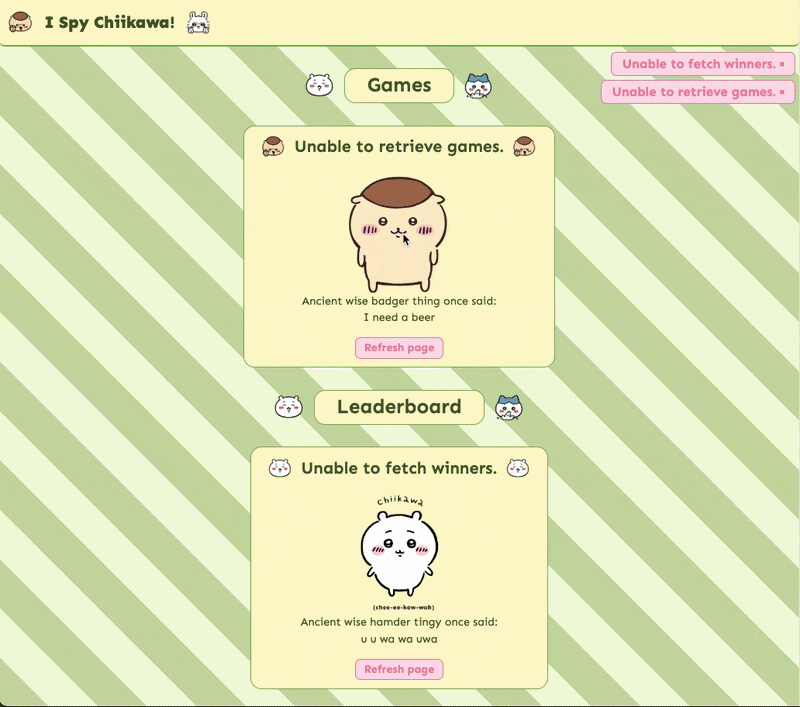 I Spy Chiikawa!
Unable to fetch winners. ×
Unable to retrieve games. ×
Games
Unable to retrieve games.
Ancient wise badger thing once said:
I need a beer
Refresh page
Leaderboard
Unable to fetch winners.
chiikawa
(chee-ee-kaw-wah)
Ancient wise hamder tingy once said:
u u wa wa uwa
Refresh page